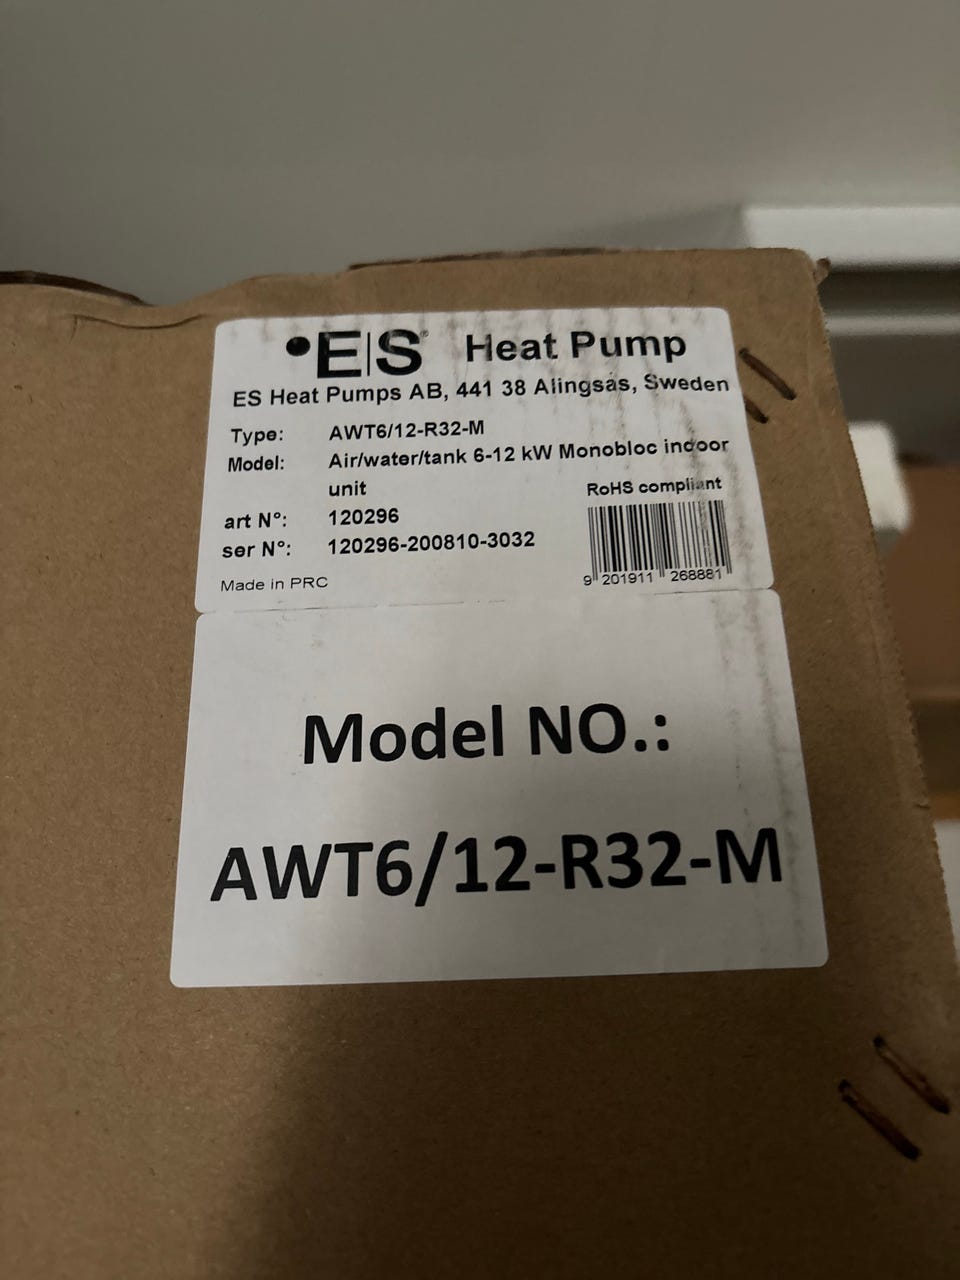 •E|S® Heat Pump
ES Heat Pumps AB, 441 38 Alingsås, Sweden
Type: AWT6/12-R32-M
Model: Air/water/tank 6-12 kW Monobloc indoor
unit
RoHS compliant
art N°: 120296
ser N°: 120296-200810-3032
Made in PRC
9 201911 268881
Model NO.:
AWT6/12-R32-M